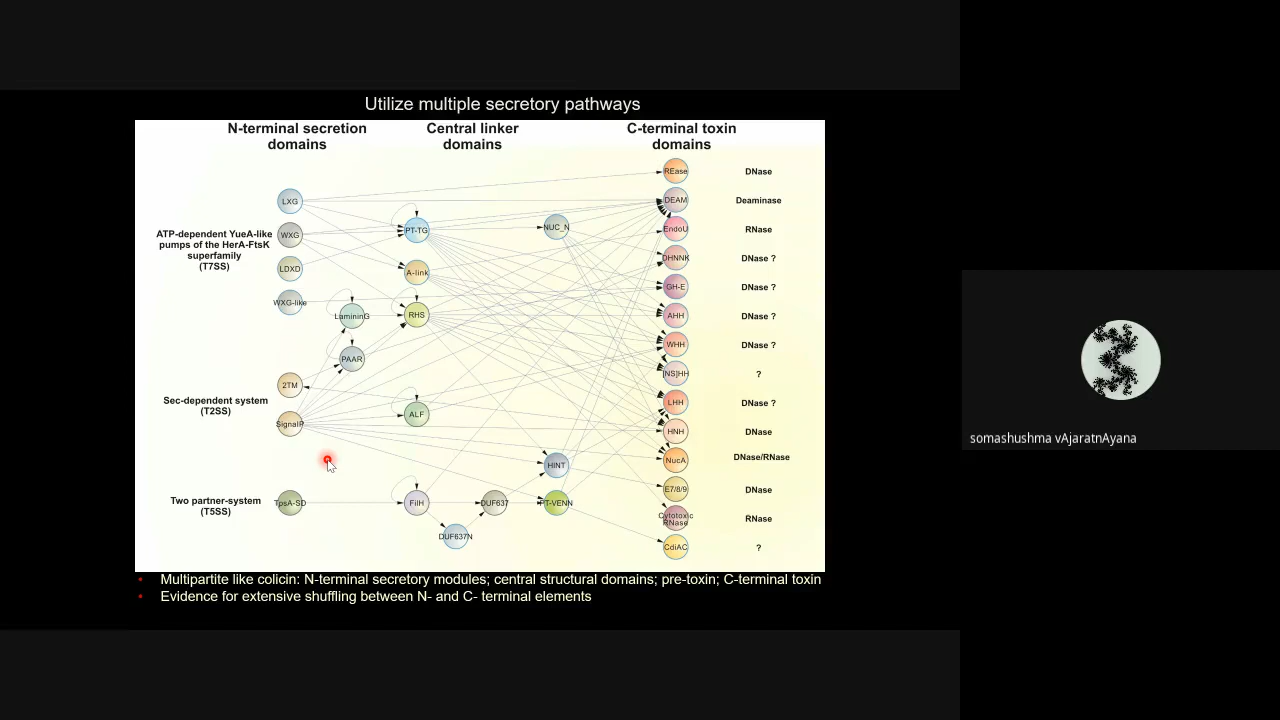 Utilize multiple secretory pathways
N-terminal secretion
domains
Central linker
domains
C-terminal toxin
domains
REase
DNase
LXG
DEAM
Deaminase
ATP-dependent YueA-like
pumps of the HerA-FtsK
superfamily
(T7SS)
WXG
PT-TG
NUC_N
EndoU
RNase
LDXD
A-link
DHNNK
DNase ?
WXG-like
GH-E
DNase ?
LamininG
RHS
AHH
DNase ?
PAAR
WHH
DNase ?
[NS]HH
?
Sec-dependent system
(T2SS)
2TM
LHH
DNase ?
SignalP
ALF
HNH
DNase
HINT
NucA
DNase/RNase
Two partner-system
(T5SS)
TpsA-SD
FilH
DUF637
PT-VENN
E7/8/9
DNase
Cytotoxic
RNase
RNase
DUF637N
CdiAC
?
• Multipartite like colicin: N-terminal secretory modules; central structural domains; pre-toxin; C-terminal toxin
• Evidence for extensive shuffling between N- and C- terminal elements
somashushma vAjaratnAyana